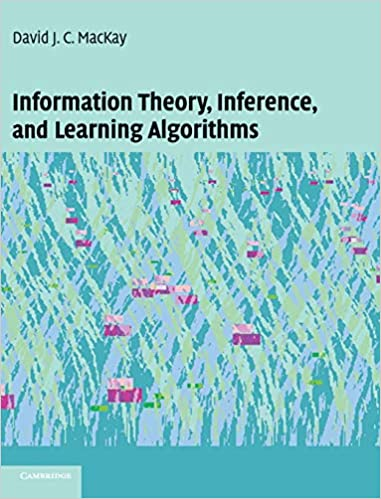 David J. C. MacKay
Information Theory, Inference,
and Learning Algorithms
CAMBRIDGE